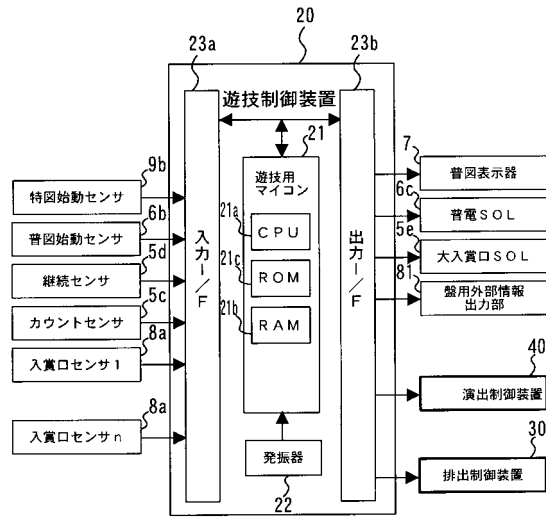 20
23a
23b
遊技制御装置
21
遊技用
マイコン
21a
CPU
21c
ROM
21b
RAM
発振器
22
入力I/F
出力I/F
9b
特図始動センサ
6b
普図始動センサ
5d
継続センサ
5c
カウントセンサ
8a
入賞口センサ1
8a
入賞口センサn
7
普図表示器
6c
普電SOL
5e
大入賞口SOL
81
盤用外部情報
出力部
40
演出制御装置
30
排出制御装置